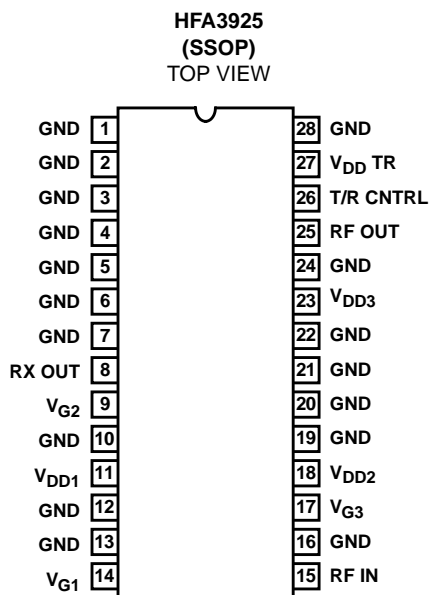 HFA3925
(SSOP)
TOP VIEW
GND 1 28 GND
GND 2 27 VDD TR
GND 3 26 T/R CNTRL
GND 4 25 RF OUT
GND 5 24 GND
GND 6 23 VDD3
GND 7 22 GND
RX OUT 8 21 GND
VG2 9 20 GND
GND 10 19 GND
VDD1 11 18 VDD2
GND 12 17 VG3
GND 13 16 GND
VG1 14 15 RF IN